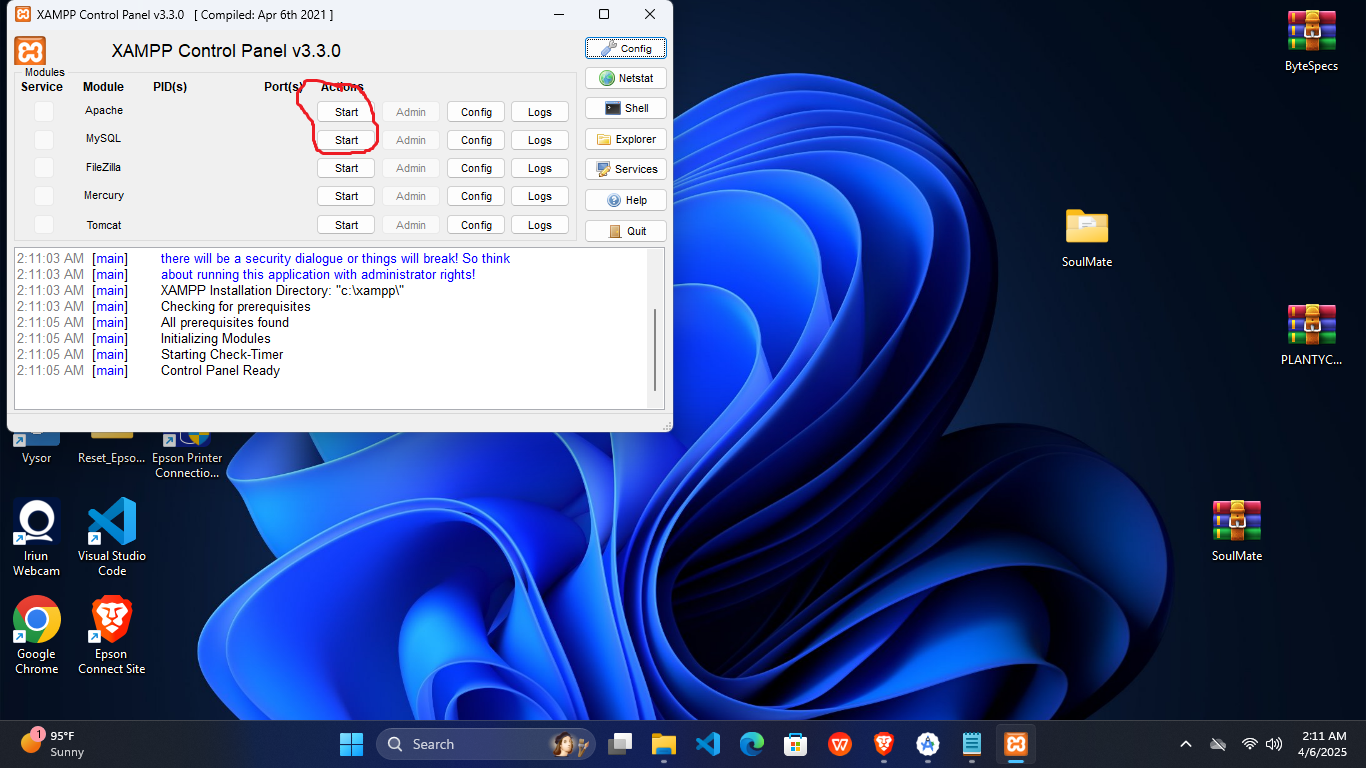 XAMPP Control Panel v3.3.0 [ Compiled: Apr 6th 2021 ]
XAMPP Control Panel v3.3.0
Config
Modules
Service Module PID(s) Port(s) Actions
Netstat
Apache Start Admin Config Logs
Shell
MySQL Start Admin Config Logs
Explorer
FileZilla Start Admin Config Logs
Services
Mercury Start Admin Config Logs
Help
Tomcat Start Admin Config Logs
Quit
2:11:03 AM [main] there will be a security dialogue or things will break! So think
2:11:03 AM [main] about running this application with administrator rights!
2:11:03 AM [main] XAMPP Installation Directory: "c:\xampp\"
2:11:03 AM [main] Checking for prerequisites
2:11:05 AM [main] All prerequisites found
2:11:05 AM [main] Initializing Modules
2:11:05 AM [main] Starting Check-Timer
2:11:05 AM [main] Control Panel Ready
ByteSpecs
SoulMate
PLANTYC...
SoulMate
Vysor
Reset_Epso...
Epson Printer
Connectio...
Iriun
Webcam
Visual Studio
Code
Google
Chrome
Epson
Connect Site
1
95°F
Sunny
Search
2:11 AM
4/6/2025